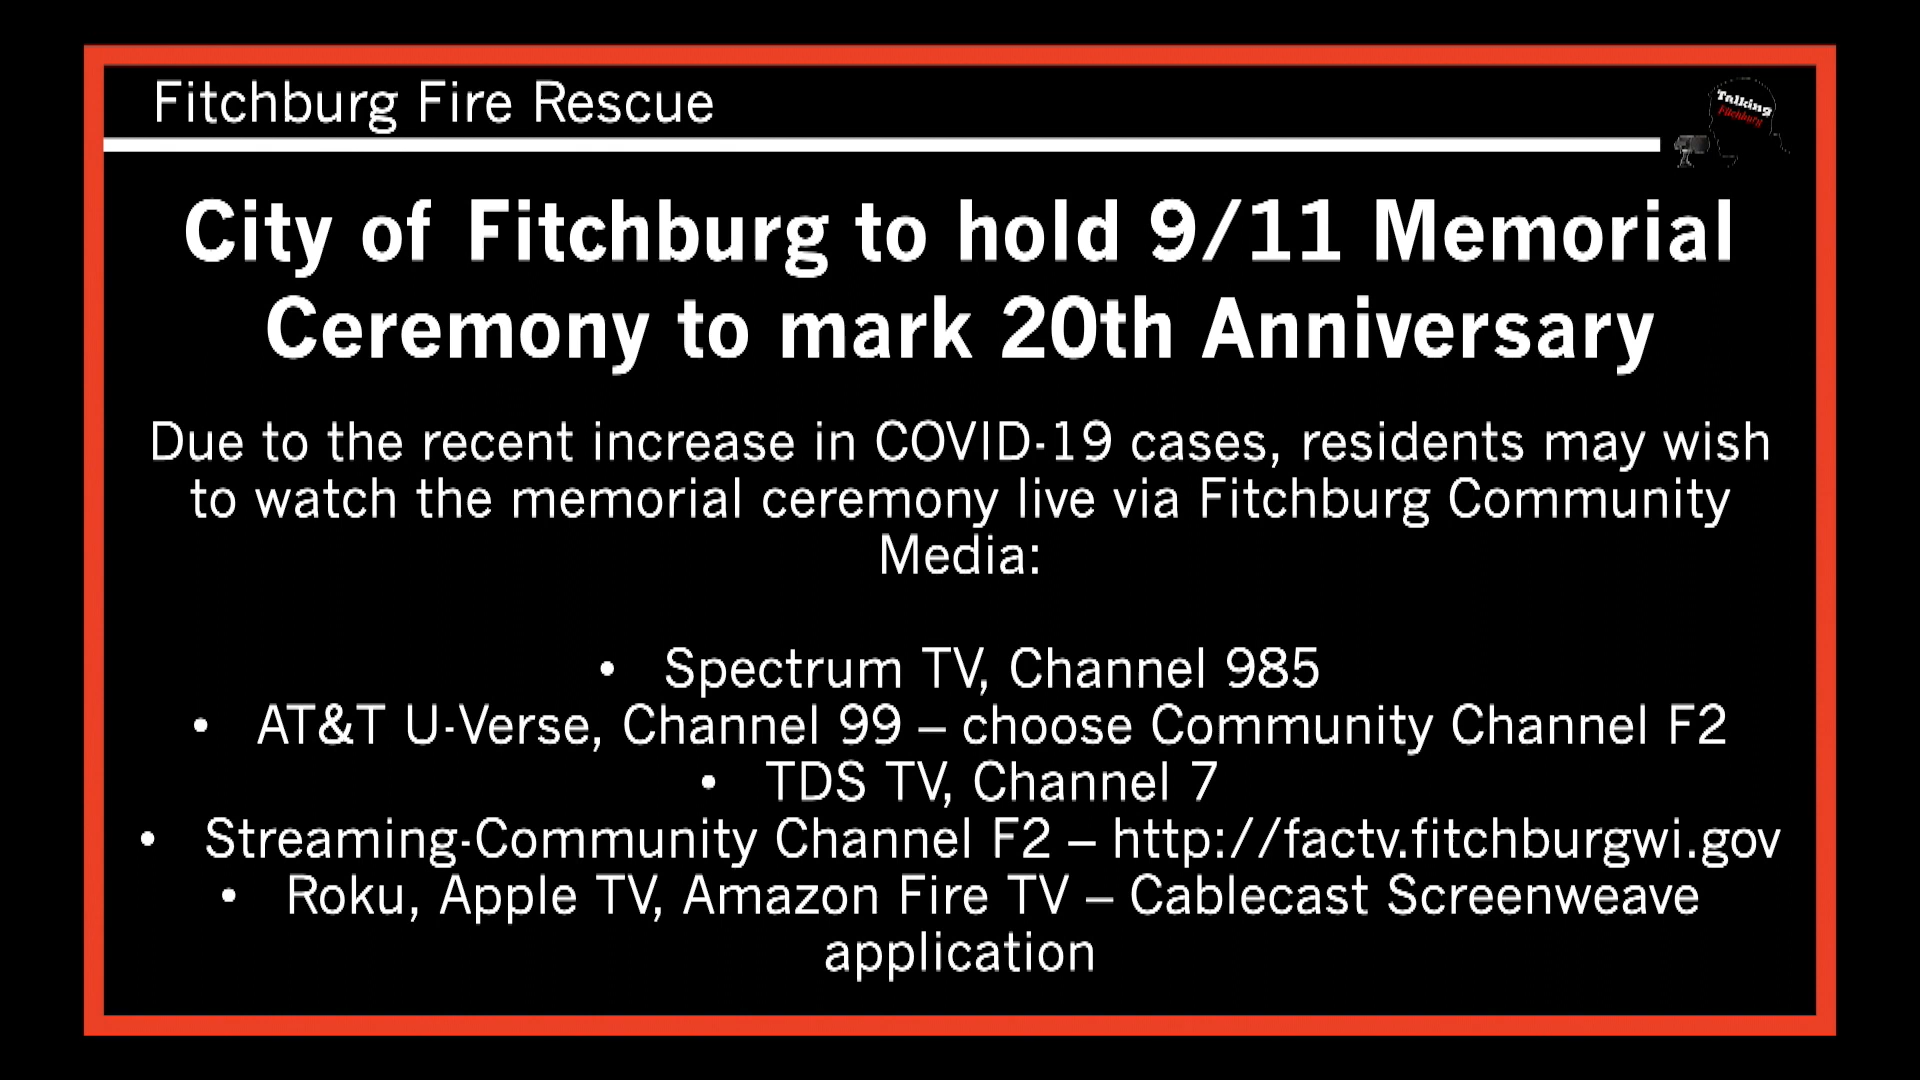 Fitchburg Fire Rescue
Talking
Fitchburg
City of Fitchburg to hold 9/11 Memorial
Ceremony to mark 20th Anniversary
Due to the recent increase in COVID-19 cases, residents may wish
to watch the memorial ceremony live via Fitchburg Community
Media:
• Spectrum TV, Channel 985
• AT&T U-Verse, Channel 99 – choose Community Channel F2
• TDS TV, Channel 7
• Streaming-Community Channel F2 – http://factv.fitchburgwi.gov
• Roku, Apple TV, Amazon Fire TV – Cablecast Screenweave
application